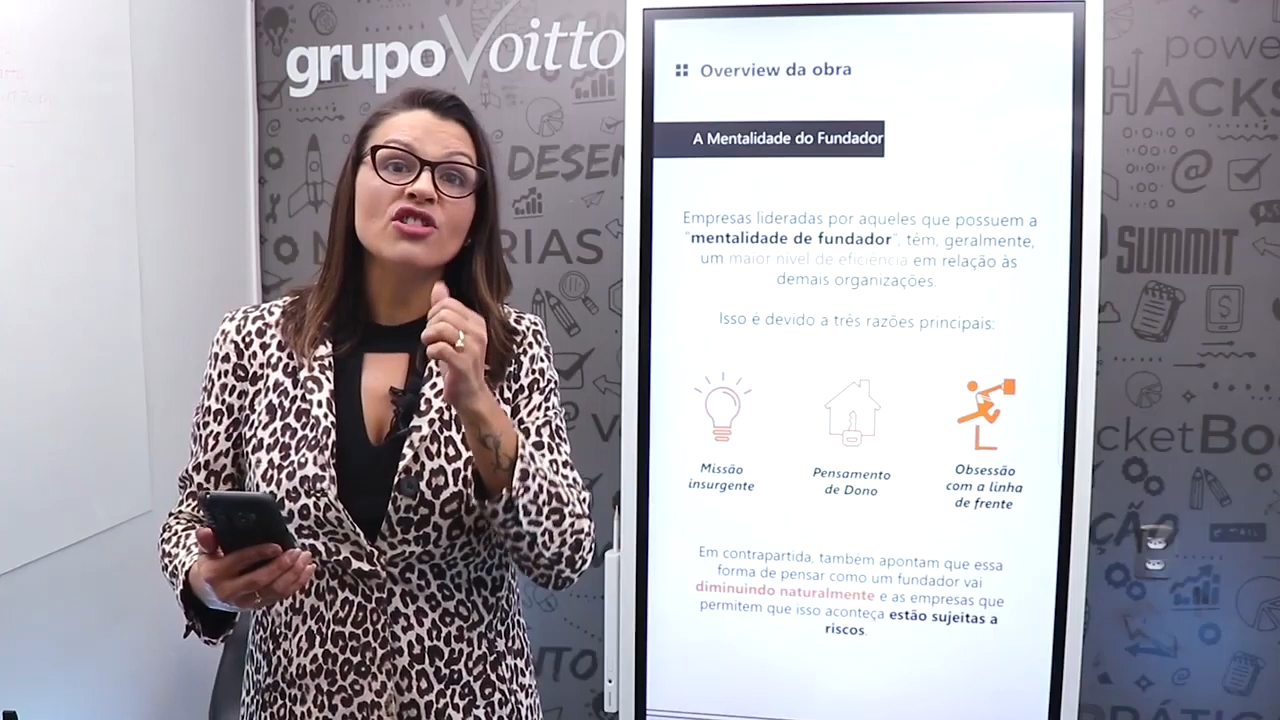 grupoVoitto
Overview da obra
A Mentalidade do Fundador
Empresas lideradas por aqueles que possuem a
"mentalidade de fundador", têm, geralmente,
um maior nível de eficiência em relação às
demais organizações.
Isso é devido a três razões principais:
Missão
insurgente
Pensamento
de Dono
Obsessão
com a linha
de frente
Em contrapartida, também apontam que essa
forma de pensar como um fundador vai
diminuindo naturalmente e as empresas que
permitem que isso aconteça estão sujeitas a
riscos.
HACKS
SUMMIT
E-MAIL